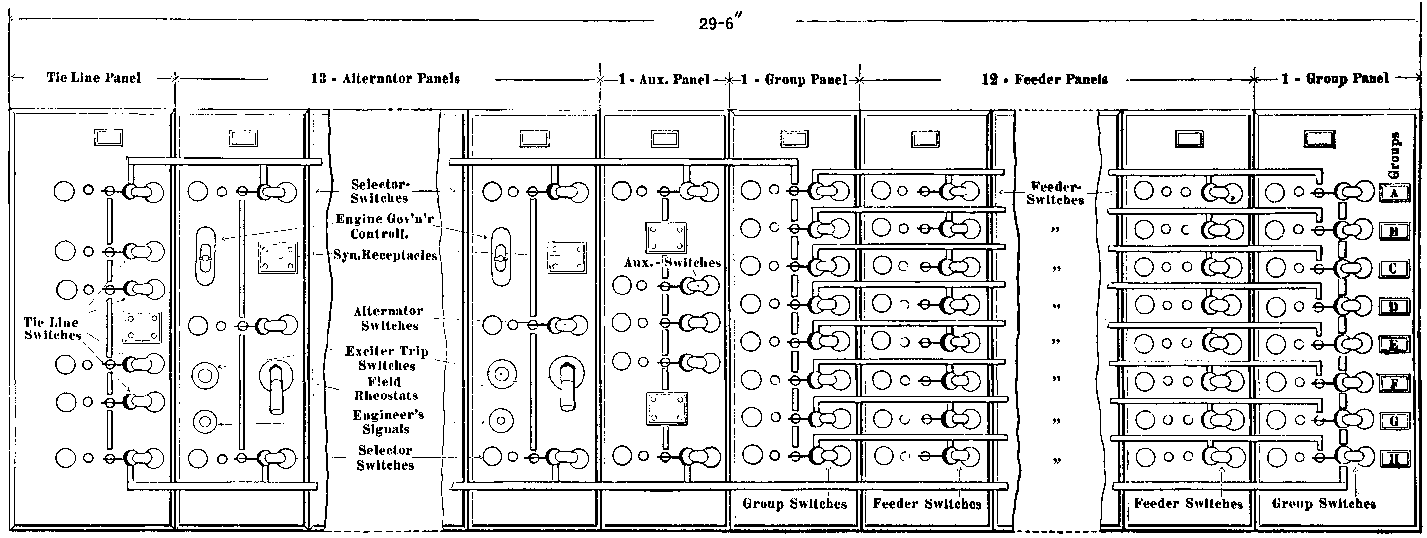 29-6"
Tie Line Panel
13 - Alternator Panels
1 - Aux. Panel
1 - Group Panel
12 - Feeder Panels
1 - Group Panel
Groups
Selector-
Switches
Feeder-
Switches
A
Engine Gov'n'r
Controll.
"
B
Syn. Receptacles
Aux. - Switches
"
C
Tie Line
Switches
Alternator
Switches
"
D
Exciter Trip
Switches
"
E
Field
Rheostats
"
F
Engineer's
Signals
"
G
Selector
Switches
"
H
Group Switches
Feeder Switches
Feeder Switches
Group Switches